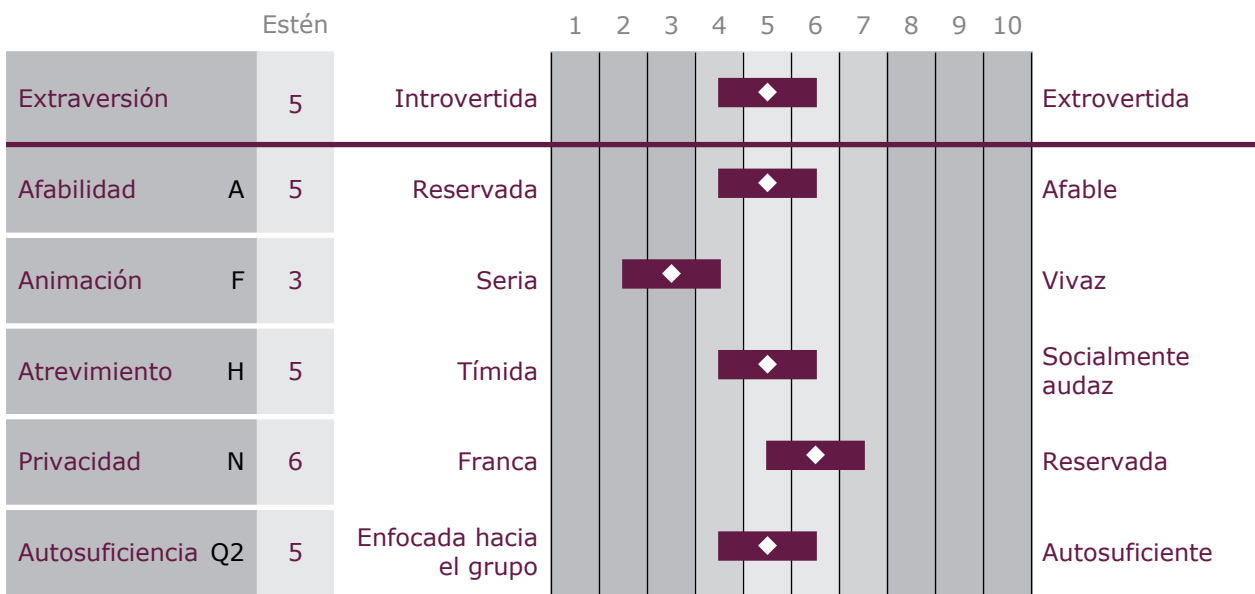 Estén 1 2 3 4 5 6 7 8 9 10
Extraversión 5 Introvertida Extrovertida
Afabilidad A 5 Reservada Afable
Animación F 3 Seria Vivaz
Atrevimiento H 5 Tímida Socialmente
audaz
Privacidad N 6 Franca Reservada
Autosuficiencia Q2 5 Enfocada hacia
el grupo Autosuficiente